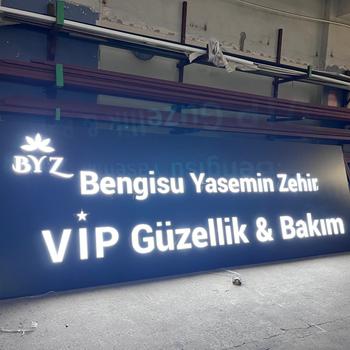 BYZ
Bengisu Yasemin Zehir
VİP Güzellik & Bakım